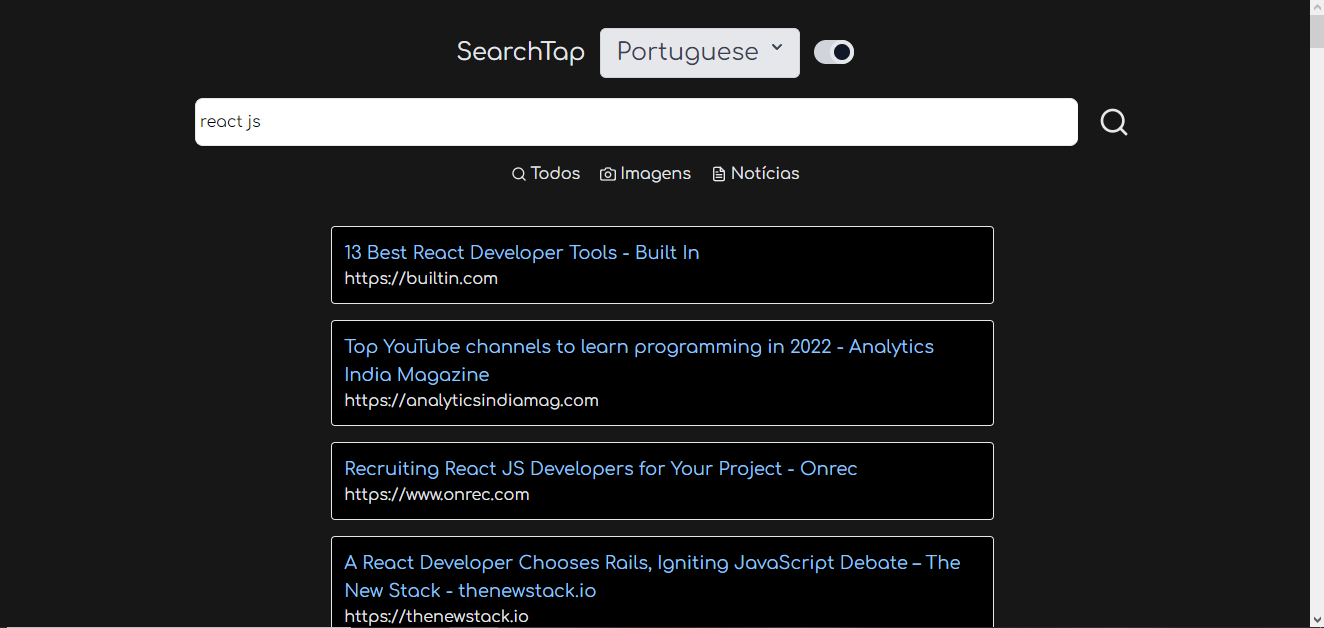 SearchTap Portuguese
react js
Todos Imagens Notícias
13 Best React Developer Tools - Built In
https://builtin.com
Top YouTube channels to learn programming in 2022 - Analytics
India Magazine
https://analyticsindiamag.com
Recruiting React JS Developers for Your Project - Onrec
https://www.onrec.com
A React Developer Chooses Rails, Igniting JavaScript Debate – The
New Stack - thenewstack.io
https://thenewstack.io